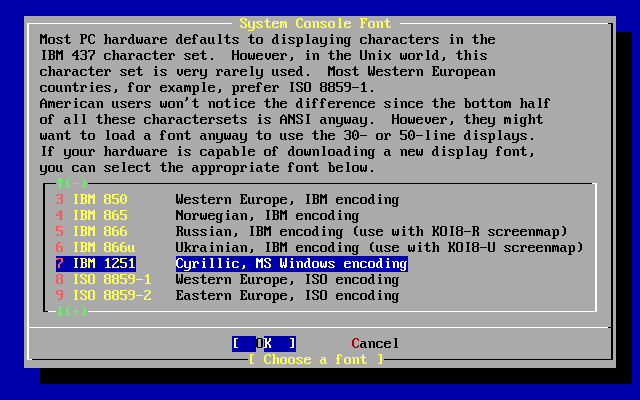 System Console Font
Most PC hardware defaults to displaying characters in the
IBM 437 character set.  However, in the Unix world, this
character set is very rarely used.  Most Western European
countries, for example, prefer ISO 8859-1.
American users won't notice the difference since the bottom half
of all these charactersets is ANSI anyway.  However, they might
want to load a font anyway to use the 30- or 50-line displays.
If your hardware is capable of downloading a new display font,
you can select the appropriate font below.
↑(-)
3 IBM 850 Western Europe, IBM encoding
4 IBM 865 Norwegian, IBM encoding
5 IBM 866 Russian, IBM encoding (use with KOI8-R screenmap)
6 IBM 866u Ukrainian, IBM encoding (use with KOI8-U screenmap)
7 IBM 1251 Cyrillic, MS Windows encoding
8 ISO 8859-1 Western Europe, ISO encoding
9 ISO 8859-2 Eastern Europe, ISO encoding
↓(+)
[ OK ] Cancel
[ Choose a font ]